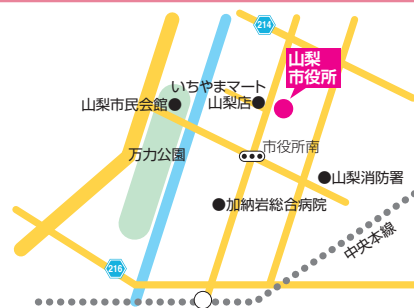 214
山梨
市役所
いちやまマート
山梨店
山梨市民会館
市役所南
万力公園
山梨消防署
加納岩総合病院
中央本線
216